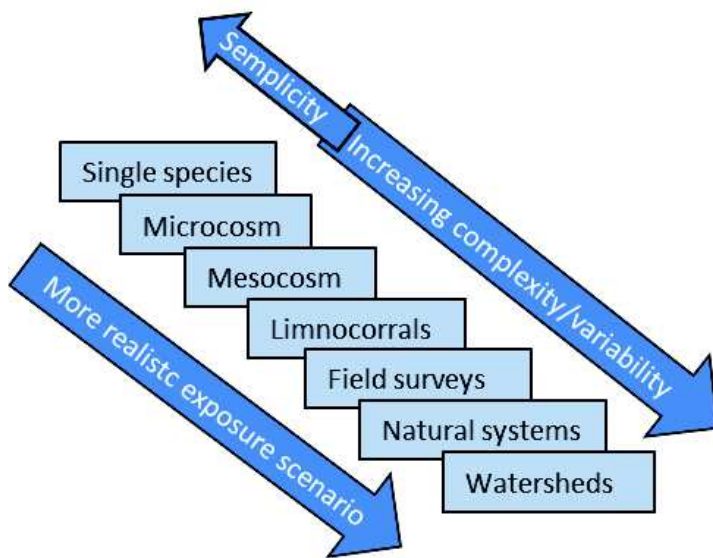 Semplicity
Increasing complexity/variability
Single species
Microcosm
Mesocosm
Limnocorrals
Field surveys
Natural systems
Watersheds
More realistc exposure scenario